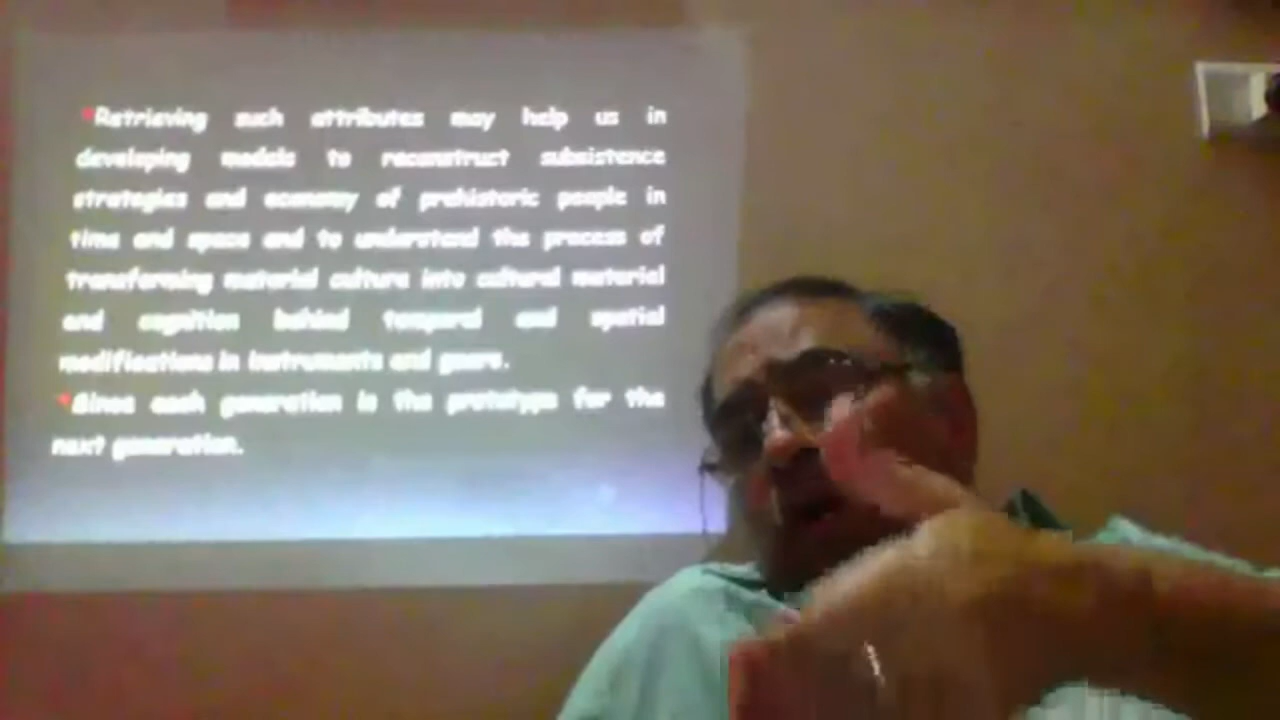 *Retrieving such attributes may help us in
developing models to reconstruct subsistence
strategies and economy of prehistoric people in
time and space and to understand the process of
transforming material culture into cultural material
and cognition behind temporal and spatial
modifications in instruments and gears.
*Since each generation is the prototype for the
next generation.